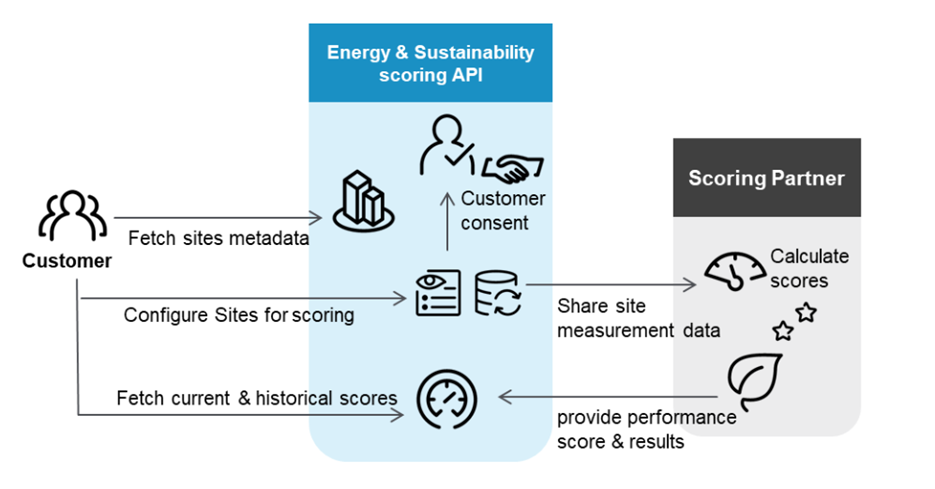 Energy & Sustainability
scoring API
Scoring Partner
Customer
consent
Fetch sites metadata
Customer
Calculate
scores
Configure Sites for scoring
Share site
measurement data
Fetch current & historical scores
provide performance
score & results